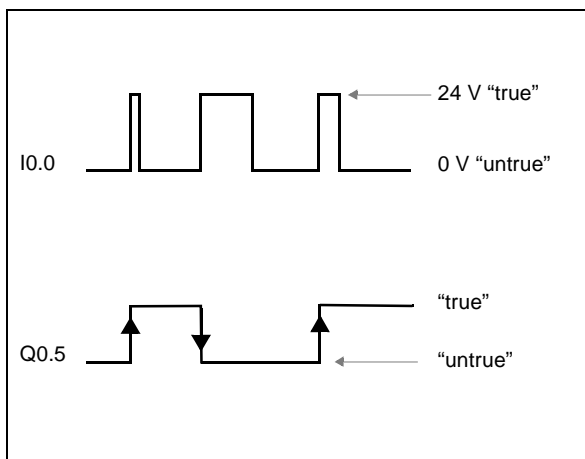 24 V “true”
I0.0
0 V “untrue”
“true”
Q0.5
“untrue”